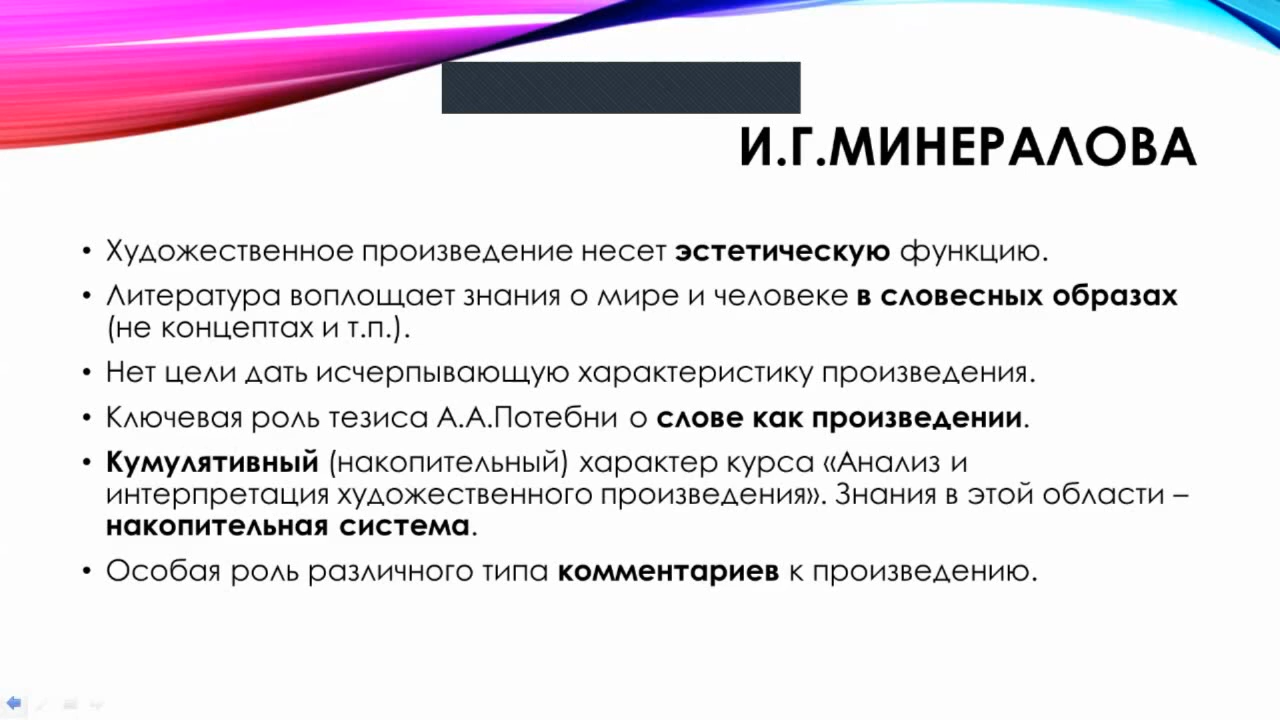 И.Г.МИНЕРАЛОВА
• Художественное произведение несет эстетическую функцию.
• Литература воплощает знания о мире и человеке в словесных образах
(не концептах и т.п.).
• Нет цели дать исчерпывающую характеристику произведения.
• Ключевая роль тезиса А.А.Потебни о слове как произведении.
• Кумулятивный (накопительный) характер курса «Анализ и
интерпретация художественного произведения». Знания в этой области –
накопительная система.
• Особая роль различного типа комментариев к произведению.